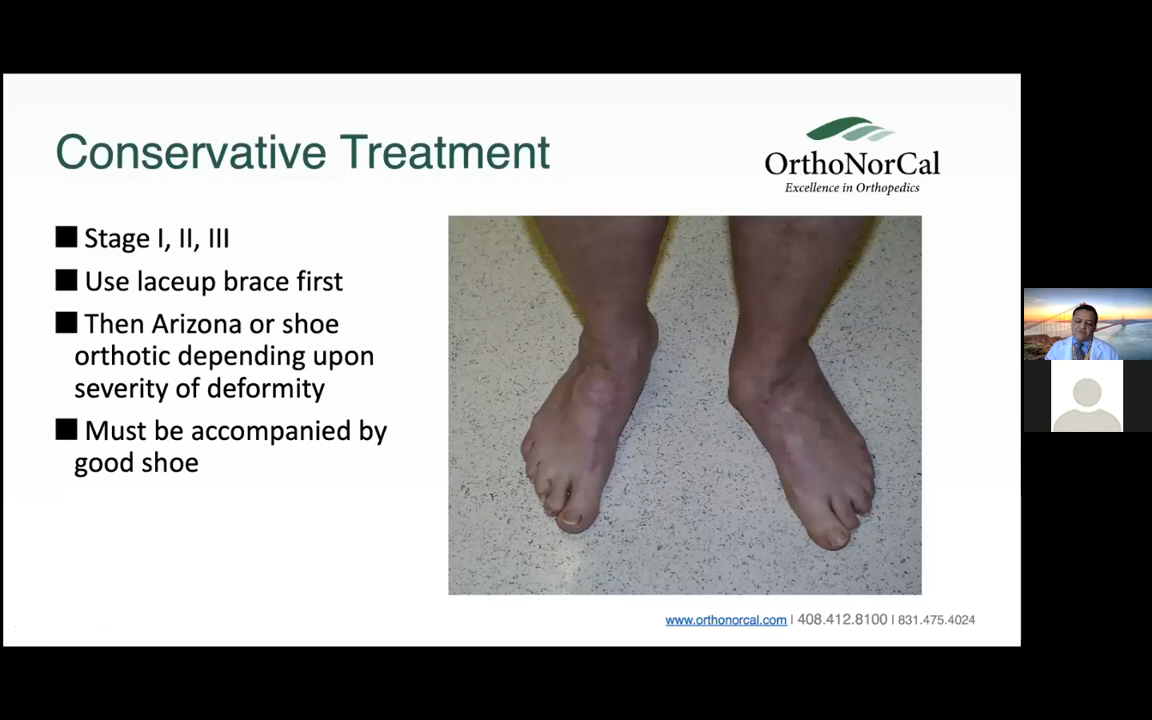 Conservative Treatment
OrthoNorCal
Excellence in Orthopedics
Stage I, II, III
Use laceup brace first
Then Arizona or shoe
orthotic depending upon
severity of deformity
Must be accompanied by
good shoe
www.orthonorcal.com | 408.412.8100 | 831.475.4024